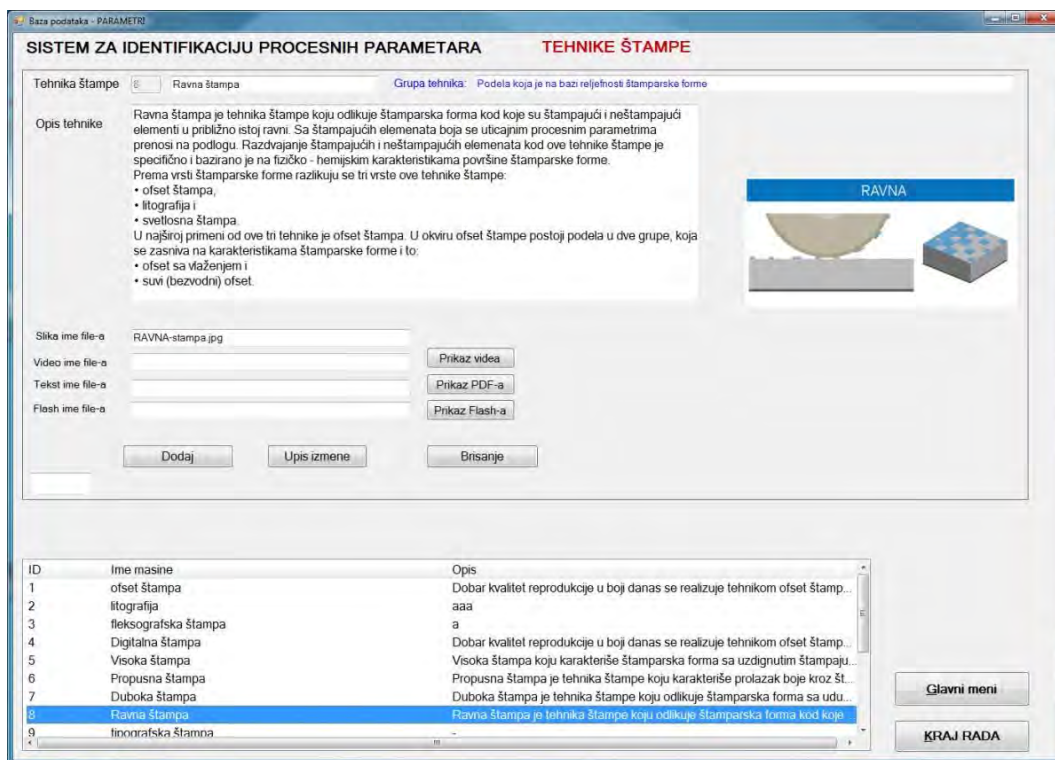 Baza podataka - PARAMETRI
SISTEM ZA IDENTIFIKACIJU PROCESNIH PARAMETARA TEHNIKE ŠTAMPE
Tehnika štampe 8 Ravna štampa Grupa tehnika: Podela koja je na bazi reljefnosti štamparske forme
Opis tehnike
Ravna štampa je tehnika štampe koju odlikuje štamparska forma kod koje su štampajući i neštampajući
elementi u približno istoj ravni. Sa štampajućih elemenata boja se uticajnim procesnim parametrima
prenosi na podlogu. Razdvajanje štampajućih i neštampajućih elemenata kod ove tehnike štampe je
specifično i bazirano je na fizičko - hemijskim karakteristikama površine štamparske forme.
Prema vrsti štamparske forme razlikuju se tri vrste ove tehnike štampe:
• ofset štampa,
• litografija i
• svetlosna štampa.
U najširoj primeni od ove tri tehnike je ofset štampa. U okviru ofset štampe postoji podela u dve grupe, koja
se zasniva na karakteristikama štamparske forme i to:
• ofset sa vlaženjem i
• suvi (bezvodni) ofset.
RAVNA
Slika ime file-a RAVNA-stampa.jpg
Video ime file-a Prikaz videa
Tekst ime file-a Prikaz PDF-a
Flash ime file-a Prikaz Flash-a
Dodaj Upis izmene Brisanje
ID Ime masine Opis
1 ofset štampa Dobar kvalitet reprodukcije u boji danas se realizuje tehnikom ofset štamp...
2 litografija aaa
3 fleksografska štampa a
4 Digitalna štampa Dobar kvalitet reprodukcije u boji danas se realizuje tehnikom ofset štamp...
5 Visoka štampa Visoka štampa koju karakteriše štamparska forma sa uzdignutim štampaju...
6 Propusna štampa Propusna štampa je tehnika štampe koju karakteriše prolazak boje kroz št...
7 Duboka štampa Duboka štampa je tehnika štampe koju odlikuje štamparska forma sa udu...
8 Ravna štampa Ravna štampa je tehnika štampe koju odlikuje štamparska forma kod koje
9 tipografska štampa -
Glavni meni
KRAJ RADA